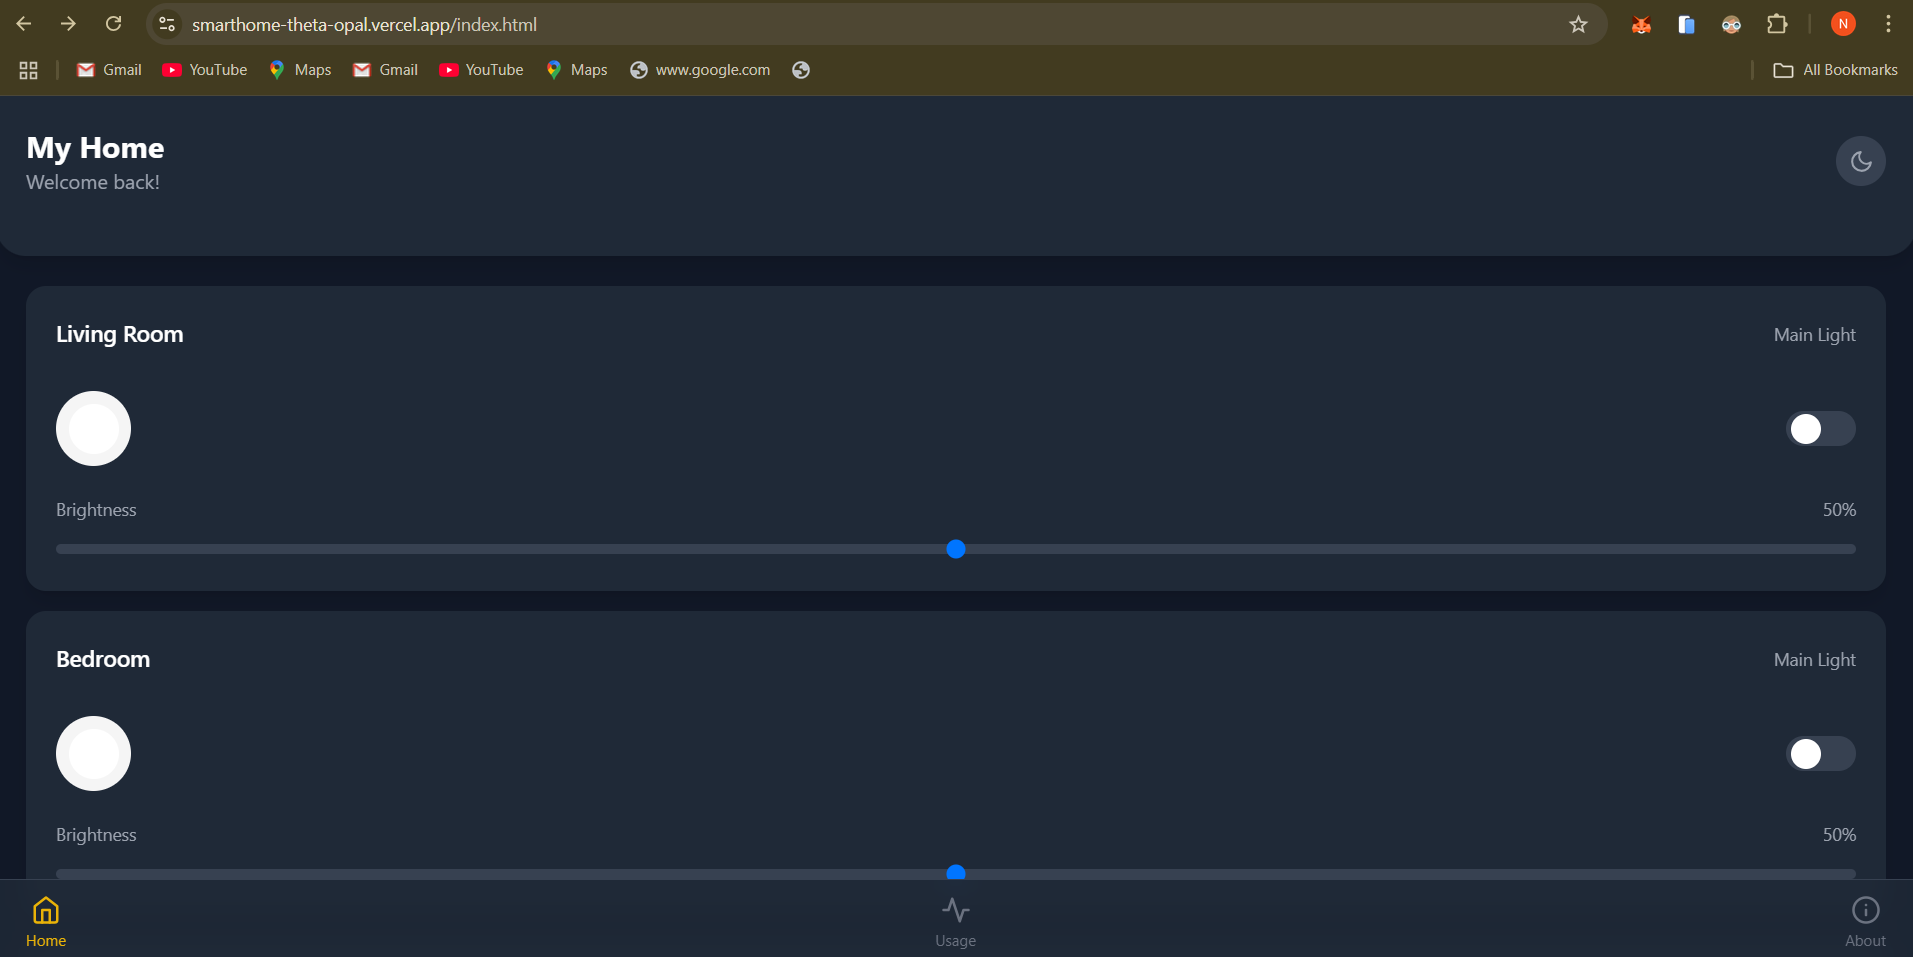 smarthome-theta-opal.vercel.app/index.html
N
Gmail YouTube Maps Gmail YouTube Maps www.google.com All Bookmarks
My Home
Welcome back!
Living Room Main Light
Brightness 50%
Bedroom Main Light
Brightness 50%
Home Usage About